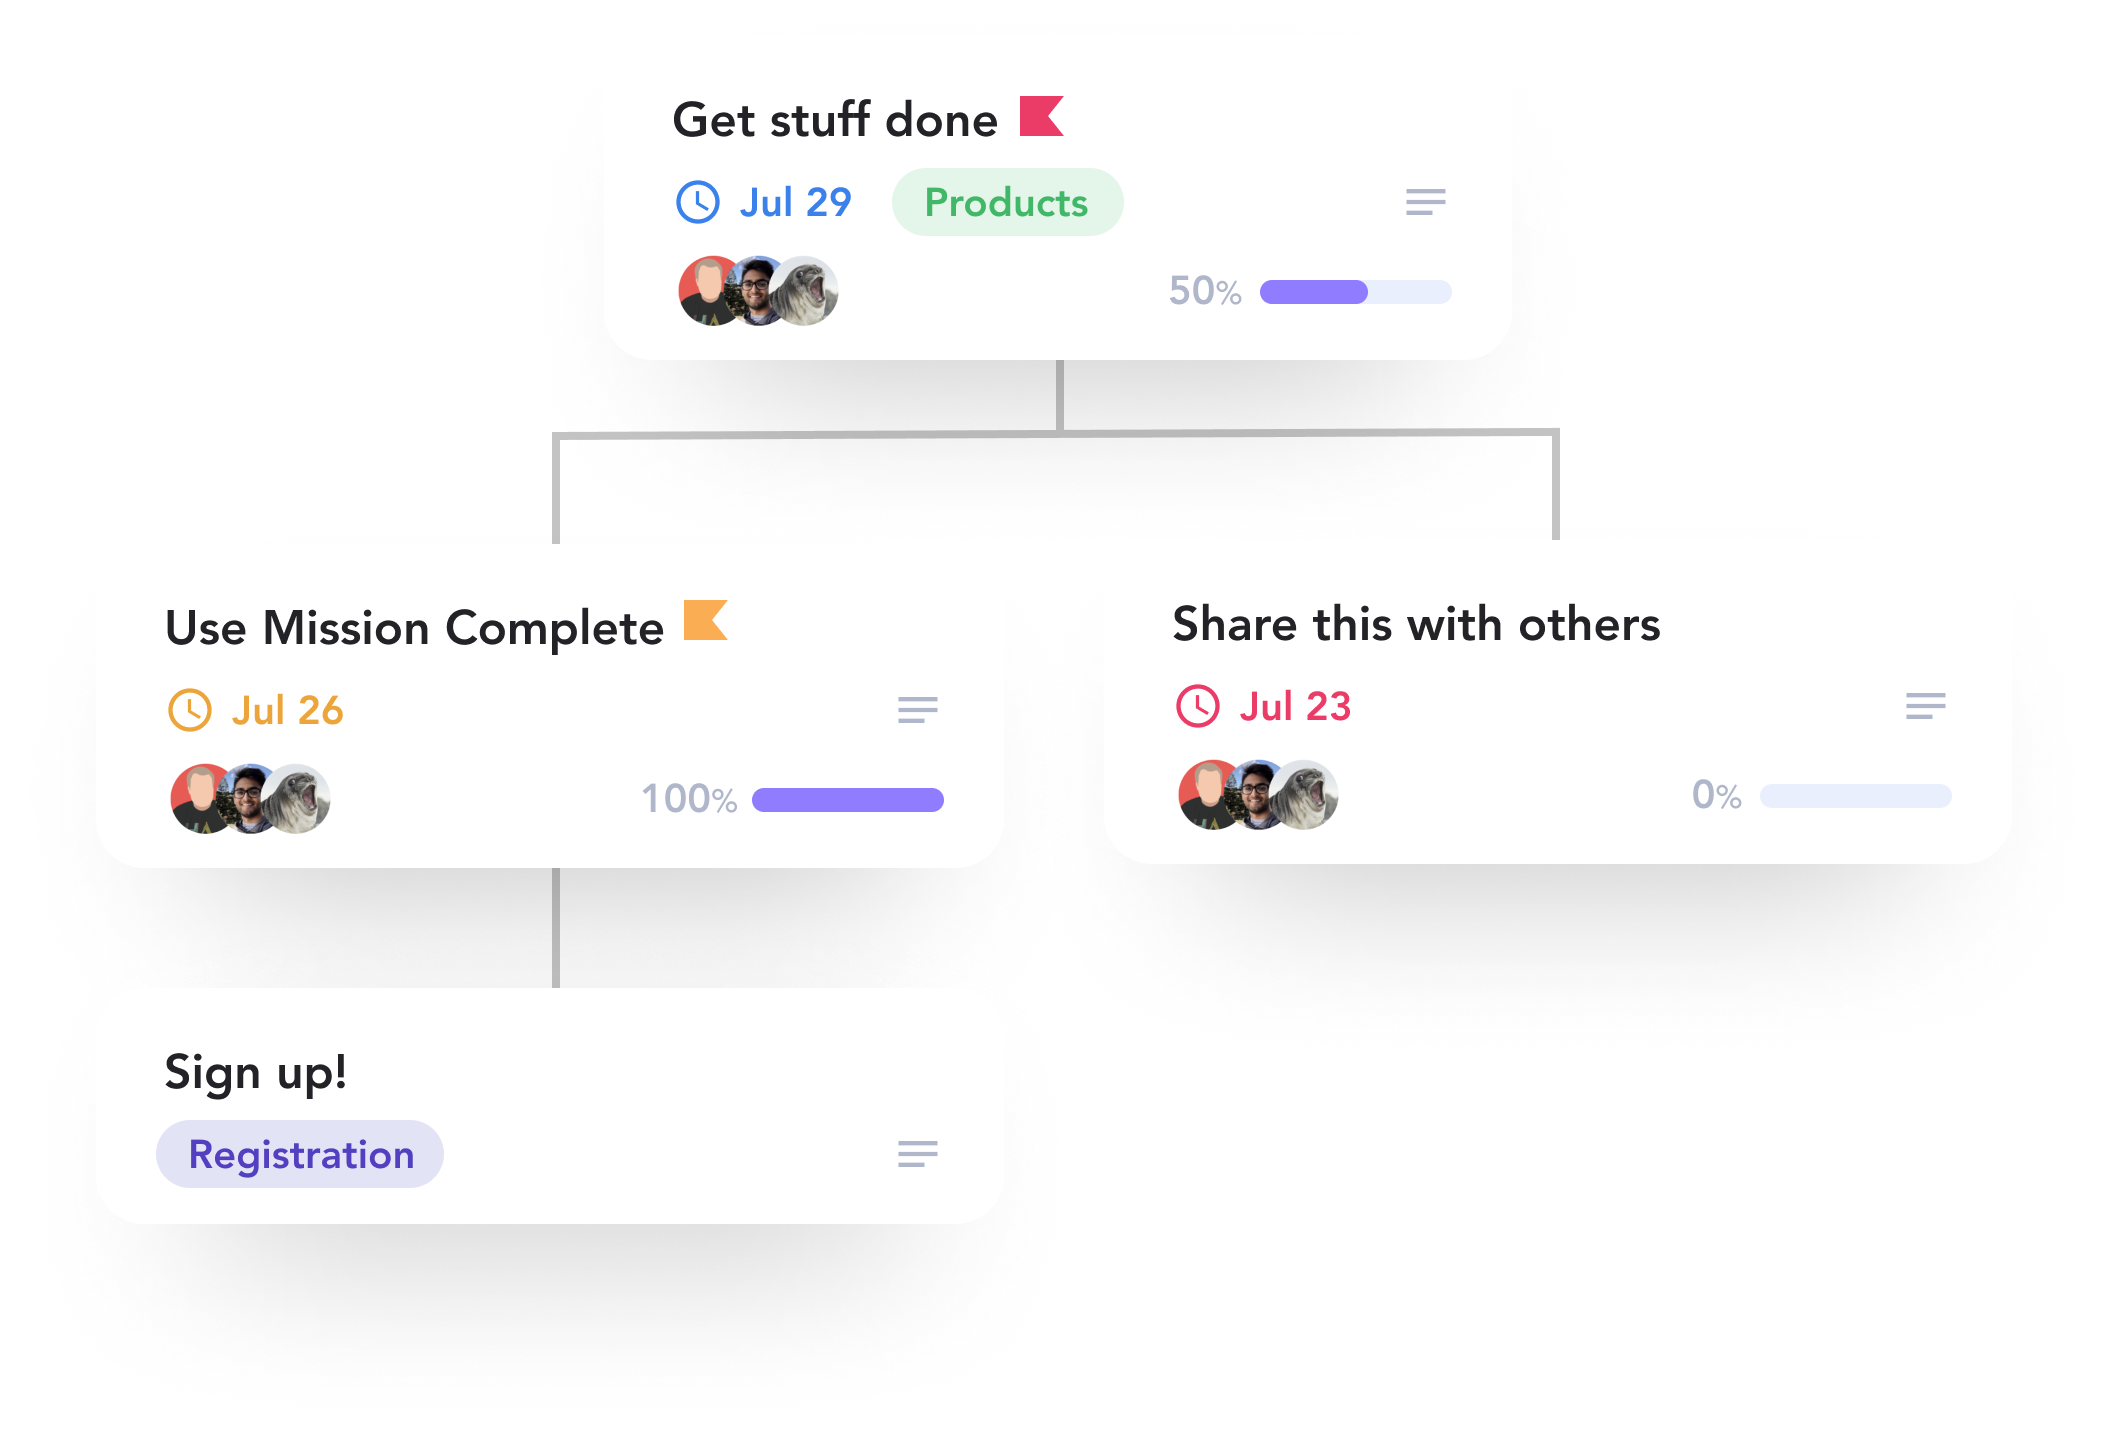 Get stuff done
Jul 29 Products
50%
Use Mission Complete
Jul 26
100%
Share this with others
Jul 23
0%
Sign up!
Registration